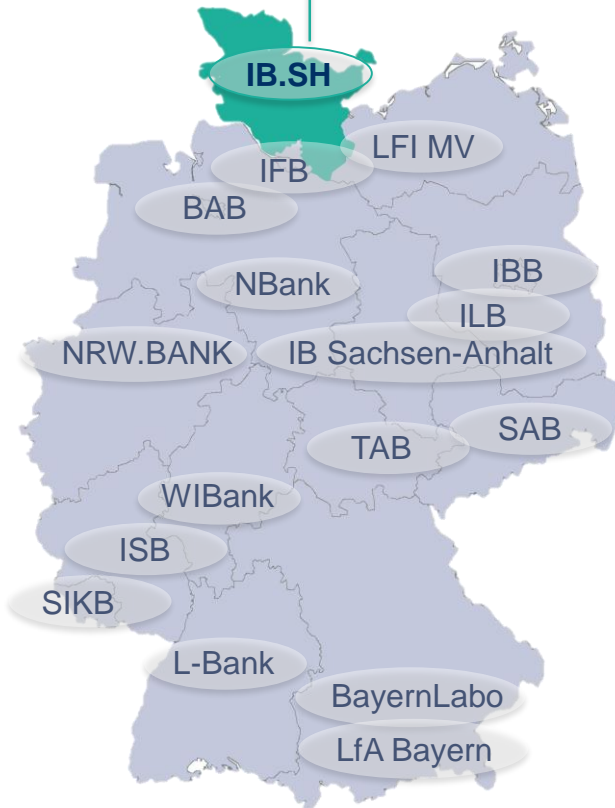 IB.SH
LFI MV
IFB
BAB
IBB
NBank
ILB
NRW.BANK
IB Sachsen-Anhalt
SAB
TAB
WIBank
ISB
SIKB
L-Bank
BayernLabo
LfA Bayern